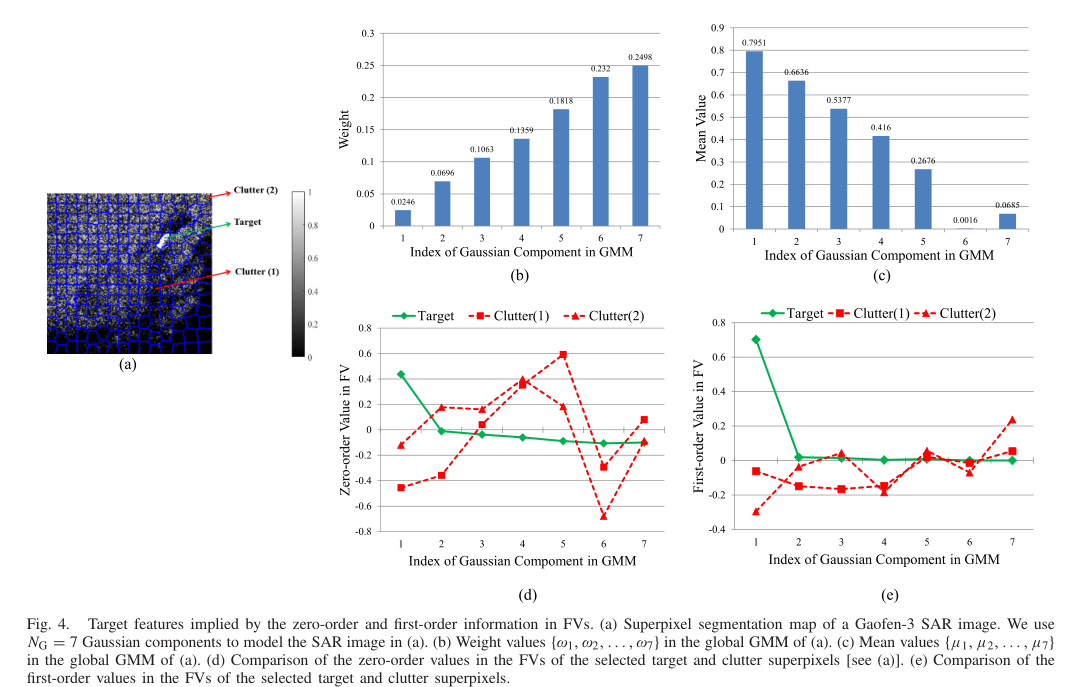 Clutter (2)
Target
Clutter (1)
1
0.8
0.6
0.4
0.2
0
(a)
Weight
0.3
0.25
0.2
0.15
0.1
0.05
0
0.0246
0.0696
0.1063
0.1359
0.1818
0.232
0.2498
1 2 3 4 5 6 7
Index of Gaussian Component in GMM
(b)
Mean Value
0.9
0.8
0.7
0.6
0.5
0.4
0.3
0.2
0.1
0
0.7951
0.6636
0.5377
0.416
0.2676
0.0016
0.0685
1 2 3 4 5 6 7
Index of Gaussian Component in GMM
(c)
Target Clutter(1) Clutter(2)
Zero-order Value in FV
0.8
0.6
0.4
0.2
0
-0.2
-0.4
-0.6
-0.8
1 2 3 4 5 6 7
Index of Gaussian Component in GMM
(d)
Target Clutter(1) Clutter(2)
First-order Value in FV
0.8
0.6
0.4
0.2
0
-0.2
-0.4
1 2 3 4 5 6 7
Index of Gaussian Component in GMM
(e)
Fig. 4. Target features implied by the zero-order and first-order information in FVs. (a) Superpixel segmentation map of a Gaofen-3 SAR image. We use
N_G = 7 Gaussian components to model the SAR image in (a). (b) Weight values {ω1, ω2, . . . , ω7} in the global GMM of (a). (c) Mean values {μ1, μ2, . . . , μ7}
in the global GMM of (a). (d) Comparison of the zero-order values in the FVs of the selected target and clutter superpixels [see (a)]. (e) Comparison of the
first-order values in the FVs of the selected target and clutter superpixels.